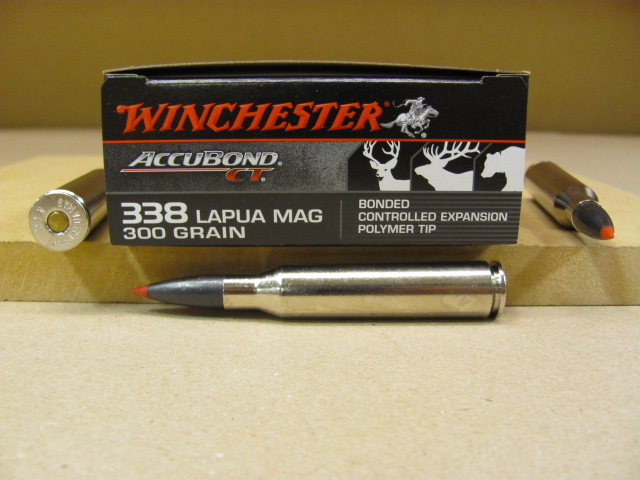 WINCHESTER®
ACCUBOND® CT®
338 LAPUA MAG
300 GRAIN
BONDED
CONTROLLED EXPANSION
POLYMER TIP